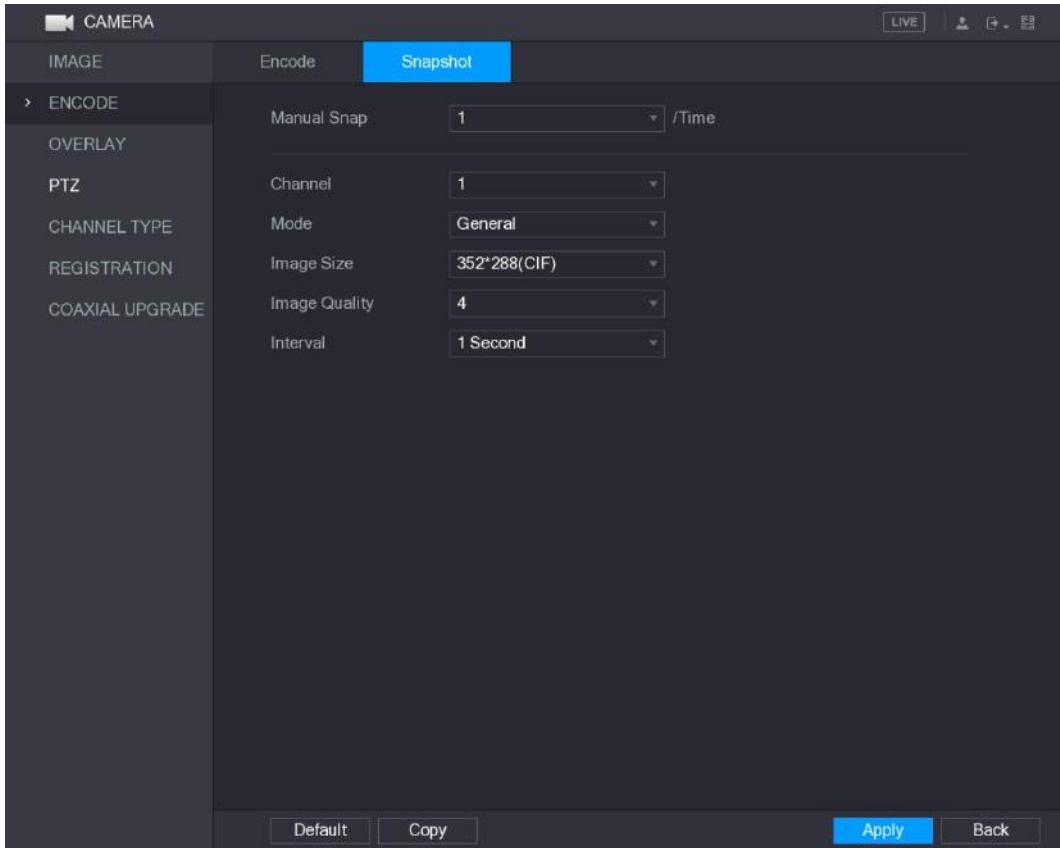 CAMERA LIVE
IMAGE Encode Snapshot
> ENCODE
Manual Snap 1 /Time
OVERLAY
PTZ Channel 1
Mode General
CHANNEL TYPE
Image Size 352*288(CIF)
REGISTRATION
Image Quality 4
COAXIAL UPGRADE
Interval 1 Second
Default Copy Apply Back